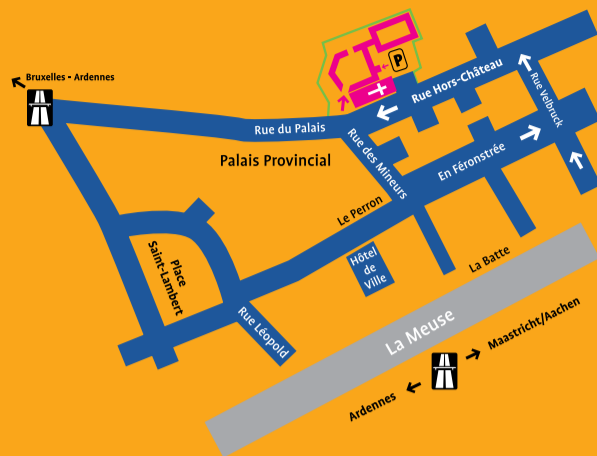 Bruxelles - Ardennes
P
Rue Hors-Château
Rue Velbruck
Rue du Palais
Palais Provincial
Rue des Mineurs
En Féronstrée
Le Perron
Hôtel
de
Ville
La Batte
Place
Saint-Lambert
Rue Léopold
La Meuse
Maastricht/Aachen
Ardennes